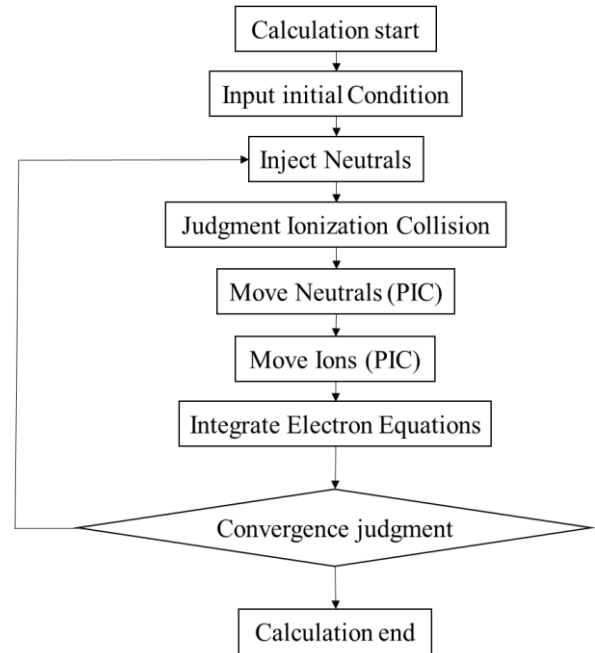 Calculation start
Input initial Condition
Inject Neutrals
Judgment Ionization Collision
Move Neutrals (PIC)
Move Ions (PIC)
Integrate Electron Equations
Convergence judgment
Calculation end